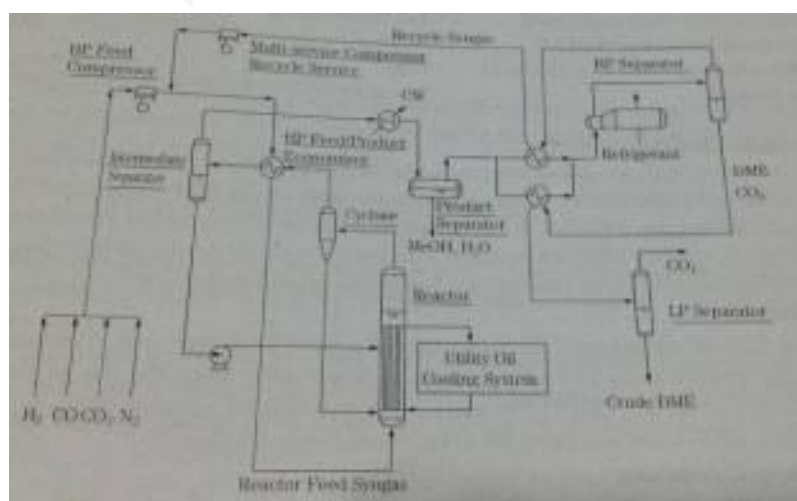 Recycle Syngas
HP Feed
Compressor
Multi-service Compressor
Recycle Service
HP Separator
CW
HP Feed/Product
Economizer
Intermediate
Separator
Refrigerant
Cyclone
Product
Separator
DME
CO₂
MeOH, H₂O
CO₂
Reactor
LP Separator
Utility Oil
Cooling System
Crude DME
H₂ CO CO₂ N₂
Reactor Feed Syngas